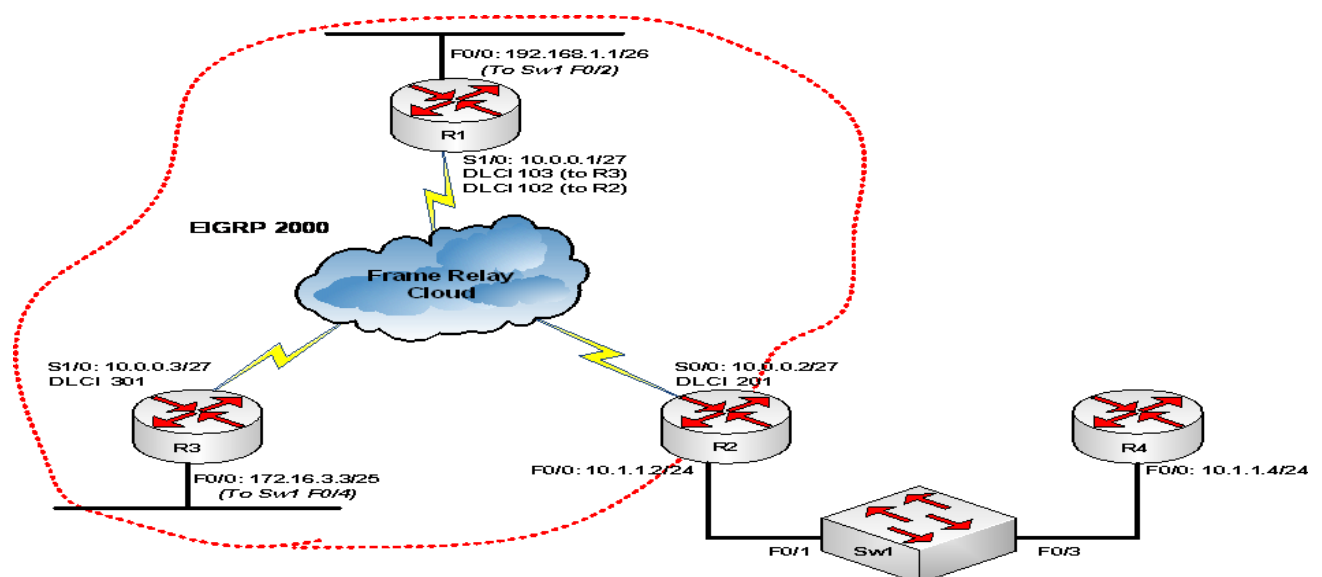 F0/0: 192.168.1.1/26
(To Sw1 F0/2)
R1
S1/0: 10.0.0.1/27
DLCI 103 (to R3)
DLCI 102 (to R2)
EIGRP 2000
Frame Relay
Cloud
S1/0: 10.0.0.3/27
DLCI 301
R3
F0/0: 172.16.3.3/25
(To Sw1 F0/4)
S0/0: 10.0.0.2/27
DLCI 201
R2
F0/0: 10.1.1.2/24
R4
F0/0: 10.1.1.4/24
F0/1
Sw1
F0/3